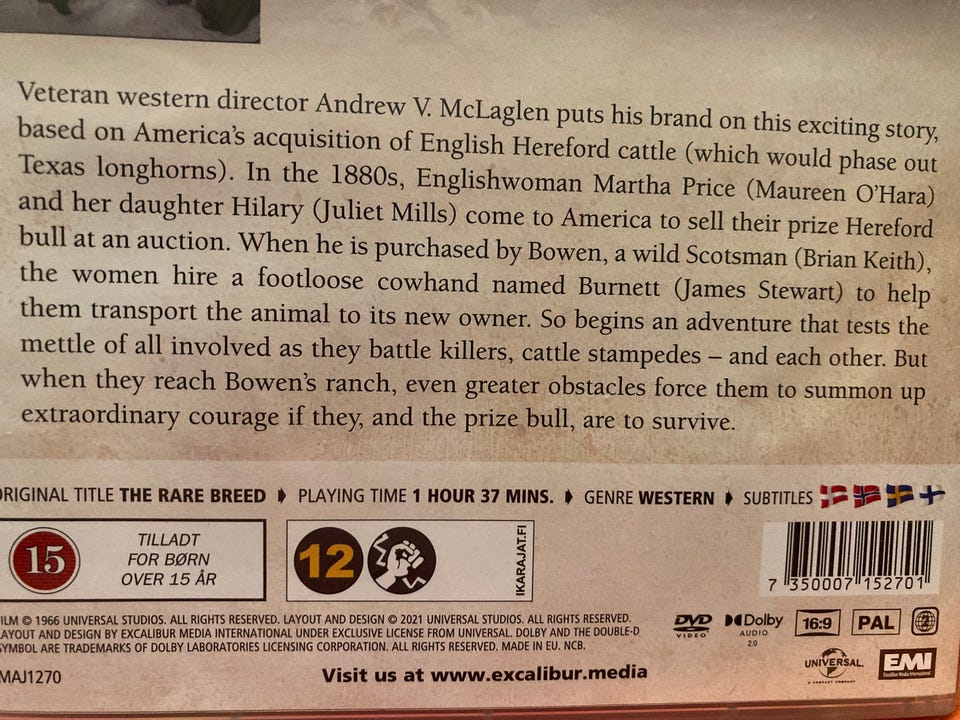 Veteran western director Andrew V. McLaglen puts his brand on this exciting story,
based on America's acquisition of English Hereford cattle (which would phase out
Texas longhorns). In the 1880s, Englishwoman Martha Price (Maureen O'Hara)
and her daughter Hilary (Juliet Mills) come to America to sell their prize Hereford
bull at an auction. When he is purchased by Bowen, a wild Scotsman (Brian Keith),
the women hire a footloose cowhand named Burnett (James Stewart) to help
them transport the animal to its new owner. So begins an adventure that tests the
mettle of all involved as they battle killers, cattle stampedes – and each other. But
when they reach Bowen's ranch, even greater obstacles force them to summon up
extraordinary courage if they, and the prize bull, are to survive.
ORIGINAL TITLE THE RARE BREED PLAYING TIME 1 HOUR 37 MINS. GENRE WESTERN SUBTITLES
15
TILLADT
FOR BØRN
OVER 15 ÅR
12
IKARAJAT.FI
7 350007 152701
FILM © 1966 UNIVERSAL STUDIOS. ALL RIGHTS RESERVED. LAYOUT AND DESIGN © 2021 UNIVERSAL STUDIOS. ALL RIGHTS RESERVED.
LAYOUT AND DESIGN BY EXCALIBUR MEDIA INTERNATIONAL UNDER EXCLUSIVE LICENSE FROM UNIVERSAL. DOLBY AND THE DOUBLE-D
SYMBOL ARE TRADEMARKS OF DOLBY LABORATORIES LICENSING CORPORATION. ALL RIGHTS RESERVED. MADE IN EU. NCB.
DVD VIDEO
Dolby AUDIO 2.0
16:9
PAL
2
MAJ1270
Visit us at www.excalibur.media
UNIVERSAL
A COMCAST COMPANY
EMI
Excalibur Media International